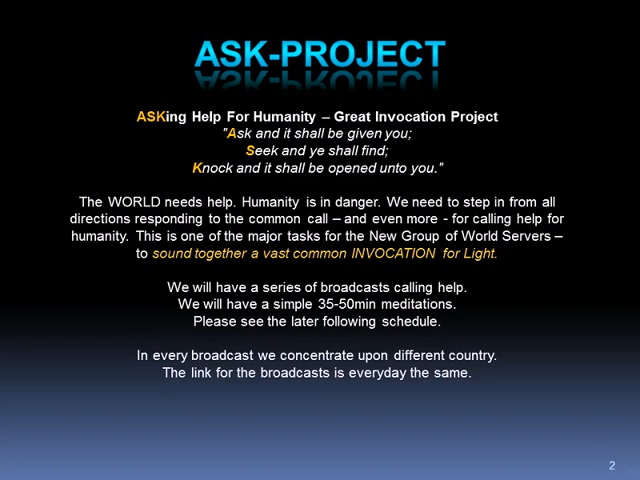 ASK-PROJECT
ASKing Help For Humanity – Great Invocation Project
"Ask and it shall be given you;
Seek and ye shall find;
Knock and it shall be opened unto you."
The WORLD needs help. Humanity is in danger. We need to step in from all
directions responding to the common call – and even more - for calling help for
humanity. This is one of the major tasks for the New Group of World Servers –
to sound together a vast common INVOCATION for Light.
We will have a series of broadcasts calling help.
We will have a simple 35-50min meditations.
Please see the later following schedule.
In every broadcast we concentrate upon different country.
The link for the broadcasts is everyday the same.
2